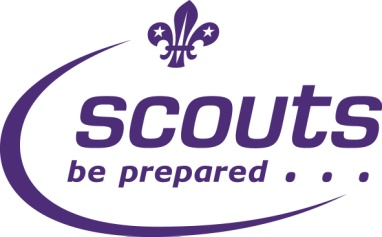 scouts
be prepared . . .